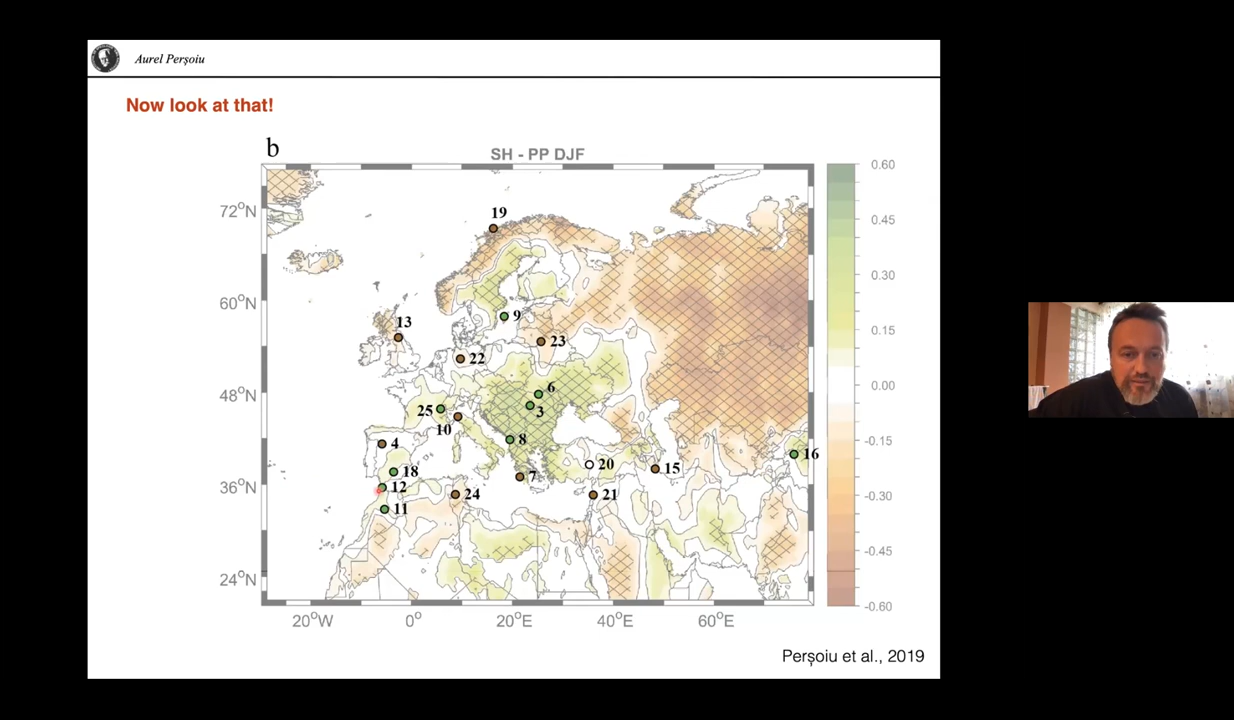 Aurel Perșoiu
Now look at that!
b
SH - PP DJF
0.60
72°N
19
0.45
0.30
60°N
13
9
23
22
0.15
48°N
6
25
3
0.00
10
8
4
20
15
16
-0.15
18
7
36°N
12
24
21
-0.30
11
-0.45
24°N
-0.60
20°W
0°
20°E
40°E
60°E
Perșoiu et al., 2019